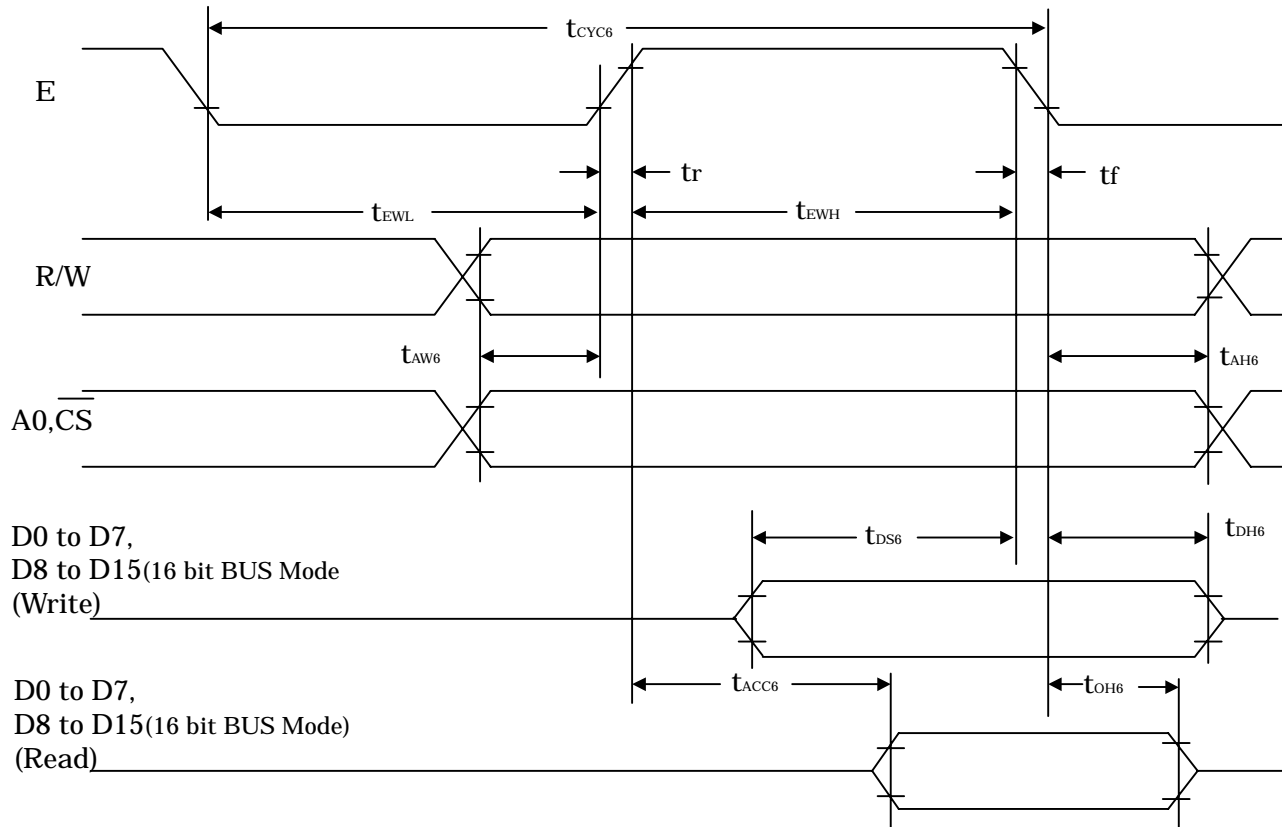 tCYC6
E
tr
tf
tEWL
tEWH
R/W
tAW6
tAH6
A0,C̅S̅
D0 to D7,
D8 to D15(16 bit BUS Mode
(Write)
tDS6
tDH6
tACC6
tOH6
D0 to D7,
D8 to D15(16 bit BUS Mode)
(Read)